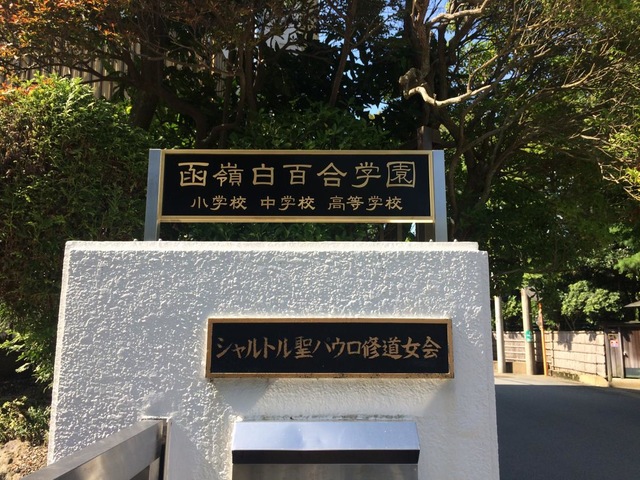 函嶺白百合学園
小学校 中学校 高等学校
シャルトル聖パウロ修道女会